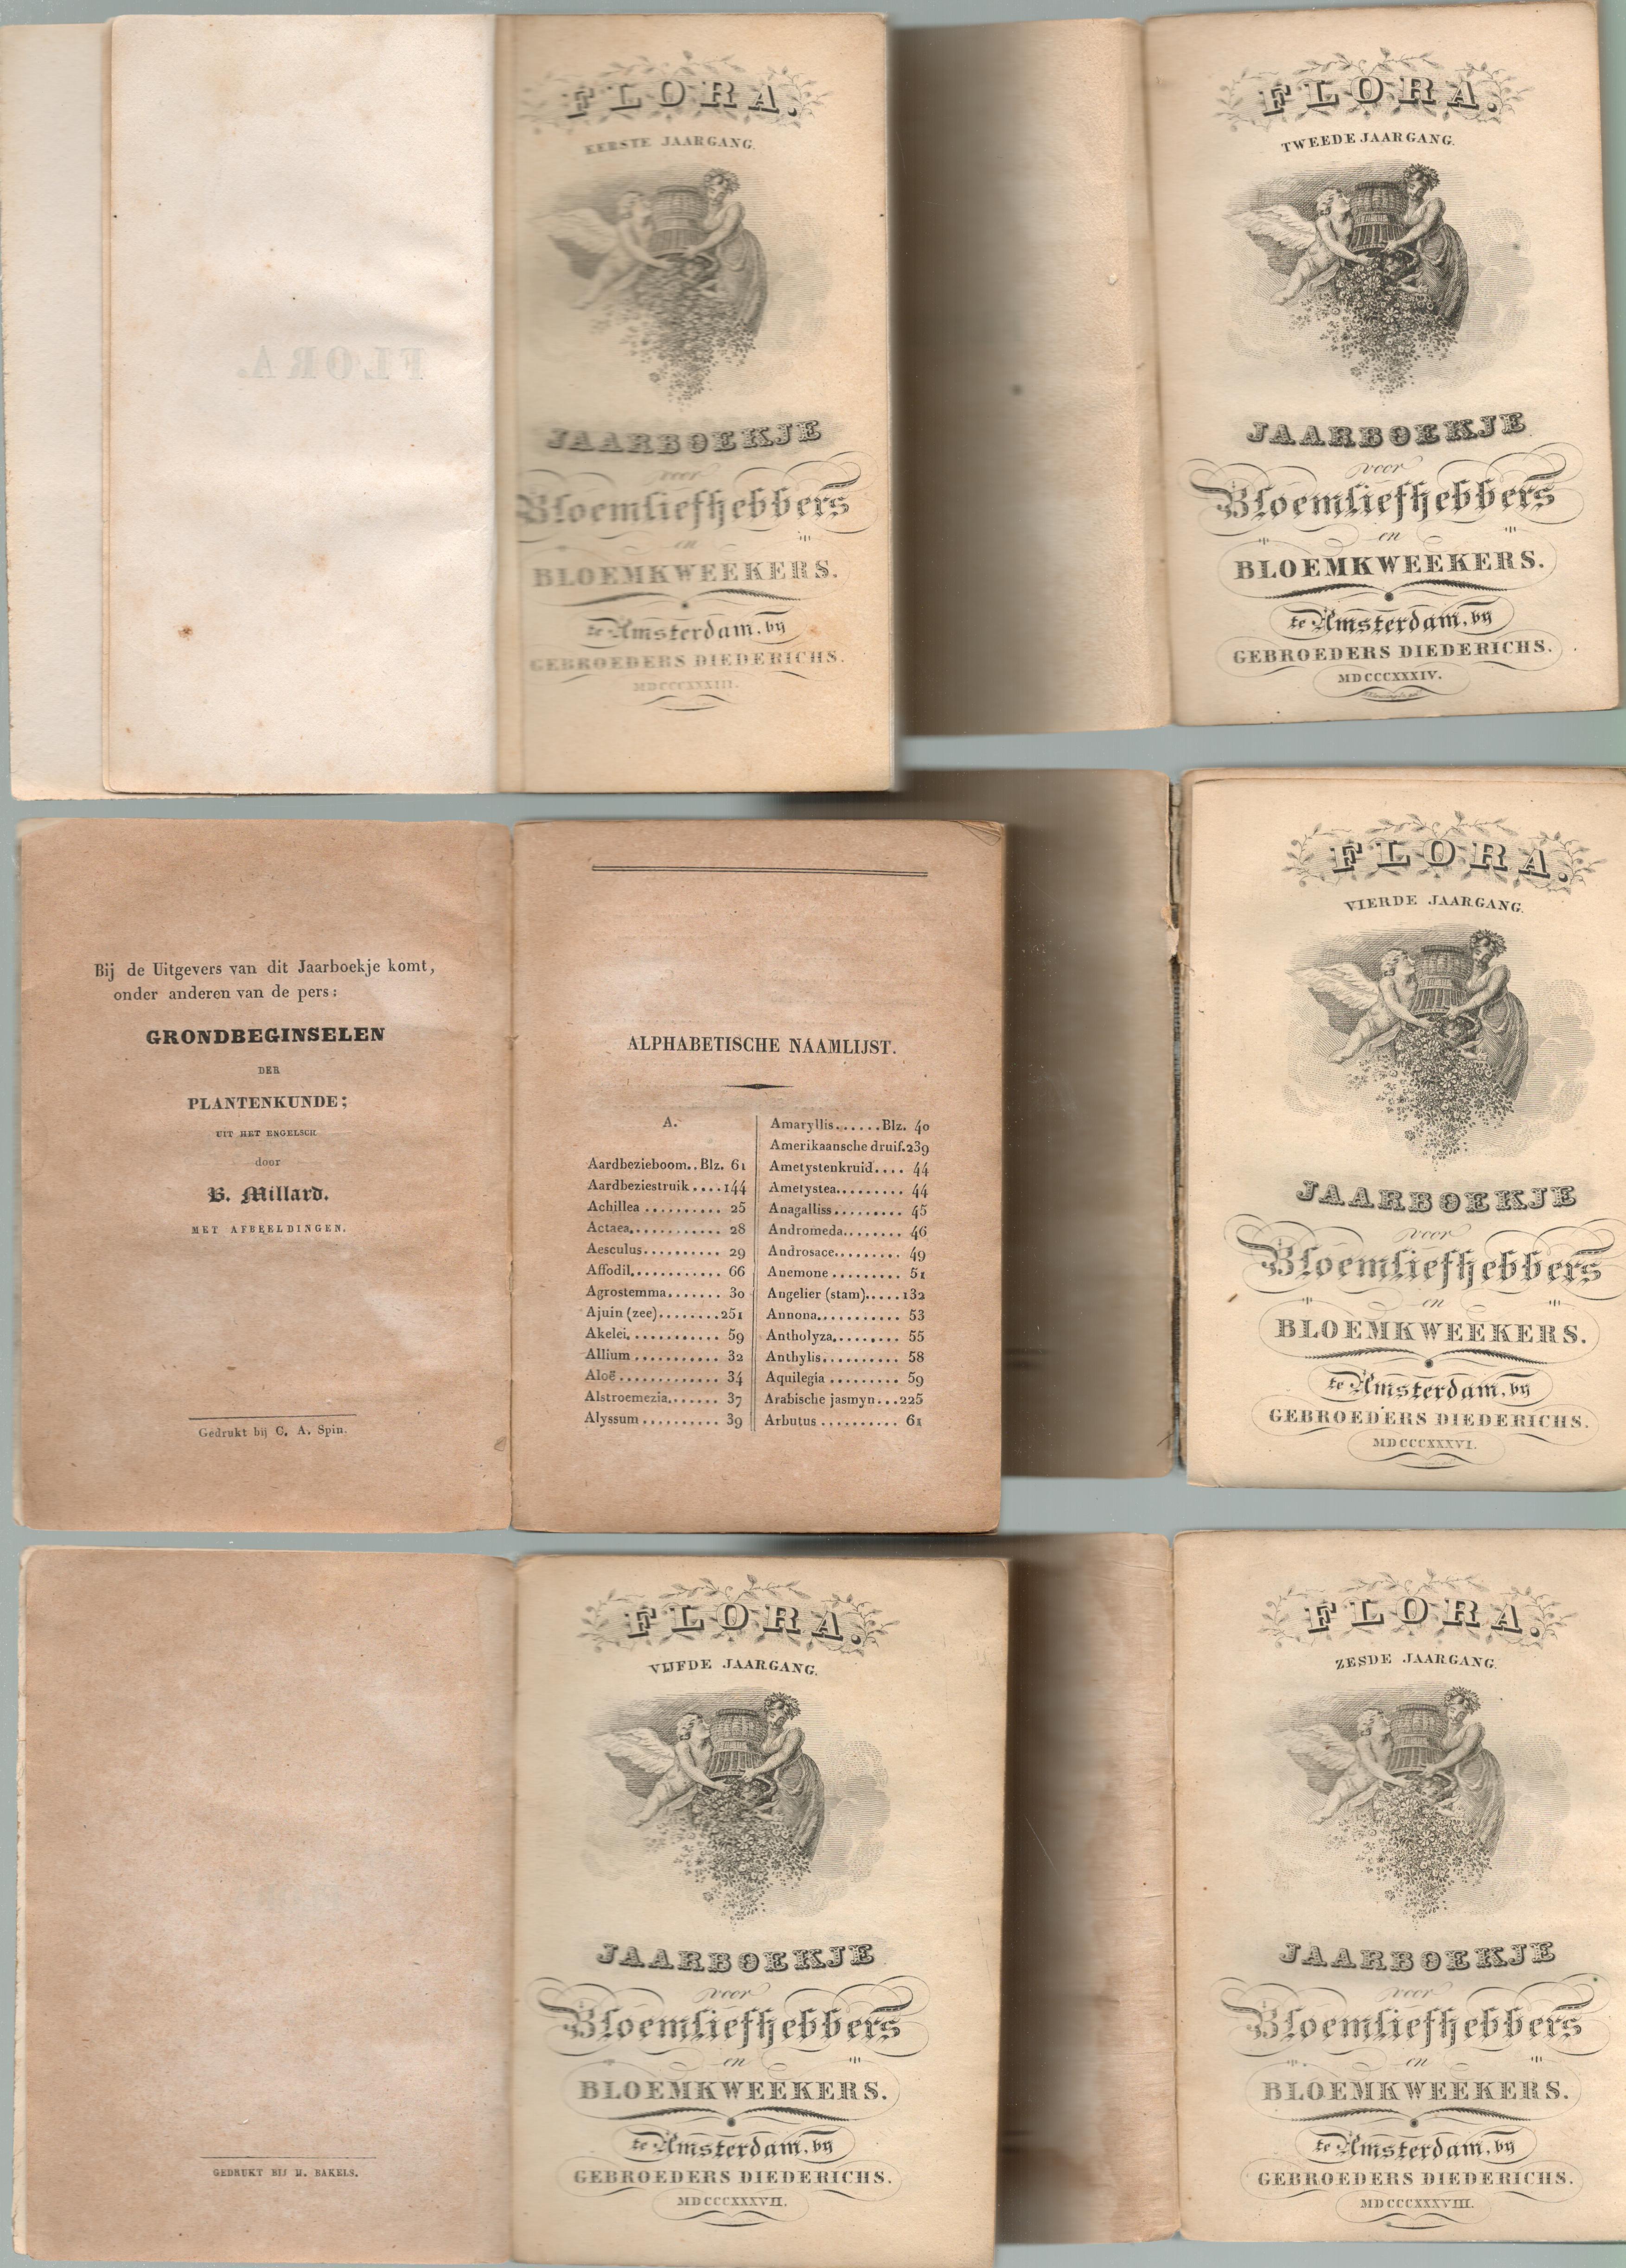 FLORA.
EERSTE JAARGANG.
JAARBOEKJE
voor
Bloemliefhebbers
en
BLOEMKWEEKERS.
te Amsterdam, by
GEBROEDERS DIEDERICHS.
MDCCCXXXIII.
FLORA.
FLORA.
TWEEDE JAARGANG.
JAARBOEKJE
voor
Bloemliefhebbers
en
BLOEMKWEEKERS.
te Amsterdam, by
GEBROEDERS DIEDERICHS.
MDCCCXXXIV.
Bij de Uitgevers van dit Jaarboekje komt,
onder anderen van de pers:
GRONDBEGINSELEN
DER
PLANTENKUNDE;
UIT HET ENGELSCH
door
B. Millard.
MET AFBEELDINGEN.
Gedrukt bij C. A. Spin.
ALPHABETISCHE NAAMLIJST.
A.
Aardbezieboom.. Blz. 61
Aardbeziestruik .... 144
Achillea .......... 25
Actaea............ 28
Aesculus.......... 29
Affodil............ 66
Agrostemma....... 30
Ajuin (zee)........ 251
Akelei............ 59
Allium ........... 32
Aloë............. 34
Alstroemezia....... 37
Alyssum .......... 39
Amaryllis......Blz. 40
Amerikaansche druif.239
Ametystenkruid.... 44
Ametystea......... 44
Anagalliss......... 45
Andromeda........ 46
Androsace......... 49
Anemone ......... 51
Angelier (stam).....132
Annona........... 53
Antholyza......... 55
Anthylis.......... 58
Aquilegia ......... 59
Arabische jasmyn...225
Arbutus .......... 61
FLORA.
VIERDE JAARGANG.
JAARBOEKJE
voor
Bloemliefhebbers
en
BLOEMKWEEKERS.
te Amsterdam, by
GEBROEDERS DIEDERICHS.
MDCCCXXXVI.
GEDRUKT BIJ H. BAKELS.
FLORA.
VIJFDE JAARGANG.
JAARBOEKJE
voor
Bloemliefhebbers
en
BLOEMKWEEKERS.
te Amsterdam, by
GEBROEDERS DIEDERICHS.
MDCCCXXXVII.
FLORA.
ZESDE JAARGANG.
JAARBOEKJE
voor
Bloemliefhebbers
en
BLOEMKWEEKERS.
te Amsterdam, by
GEBROEDERS DIEDERICHS.
MDCCCXXXVIII.